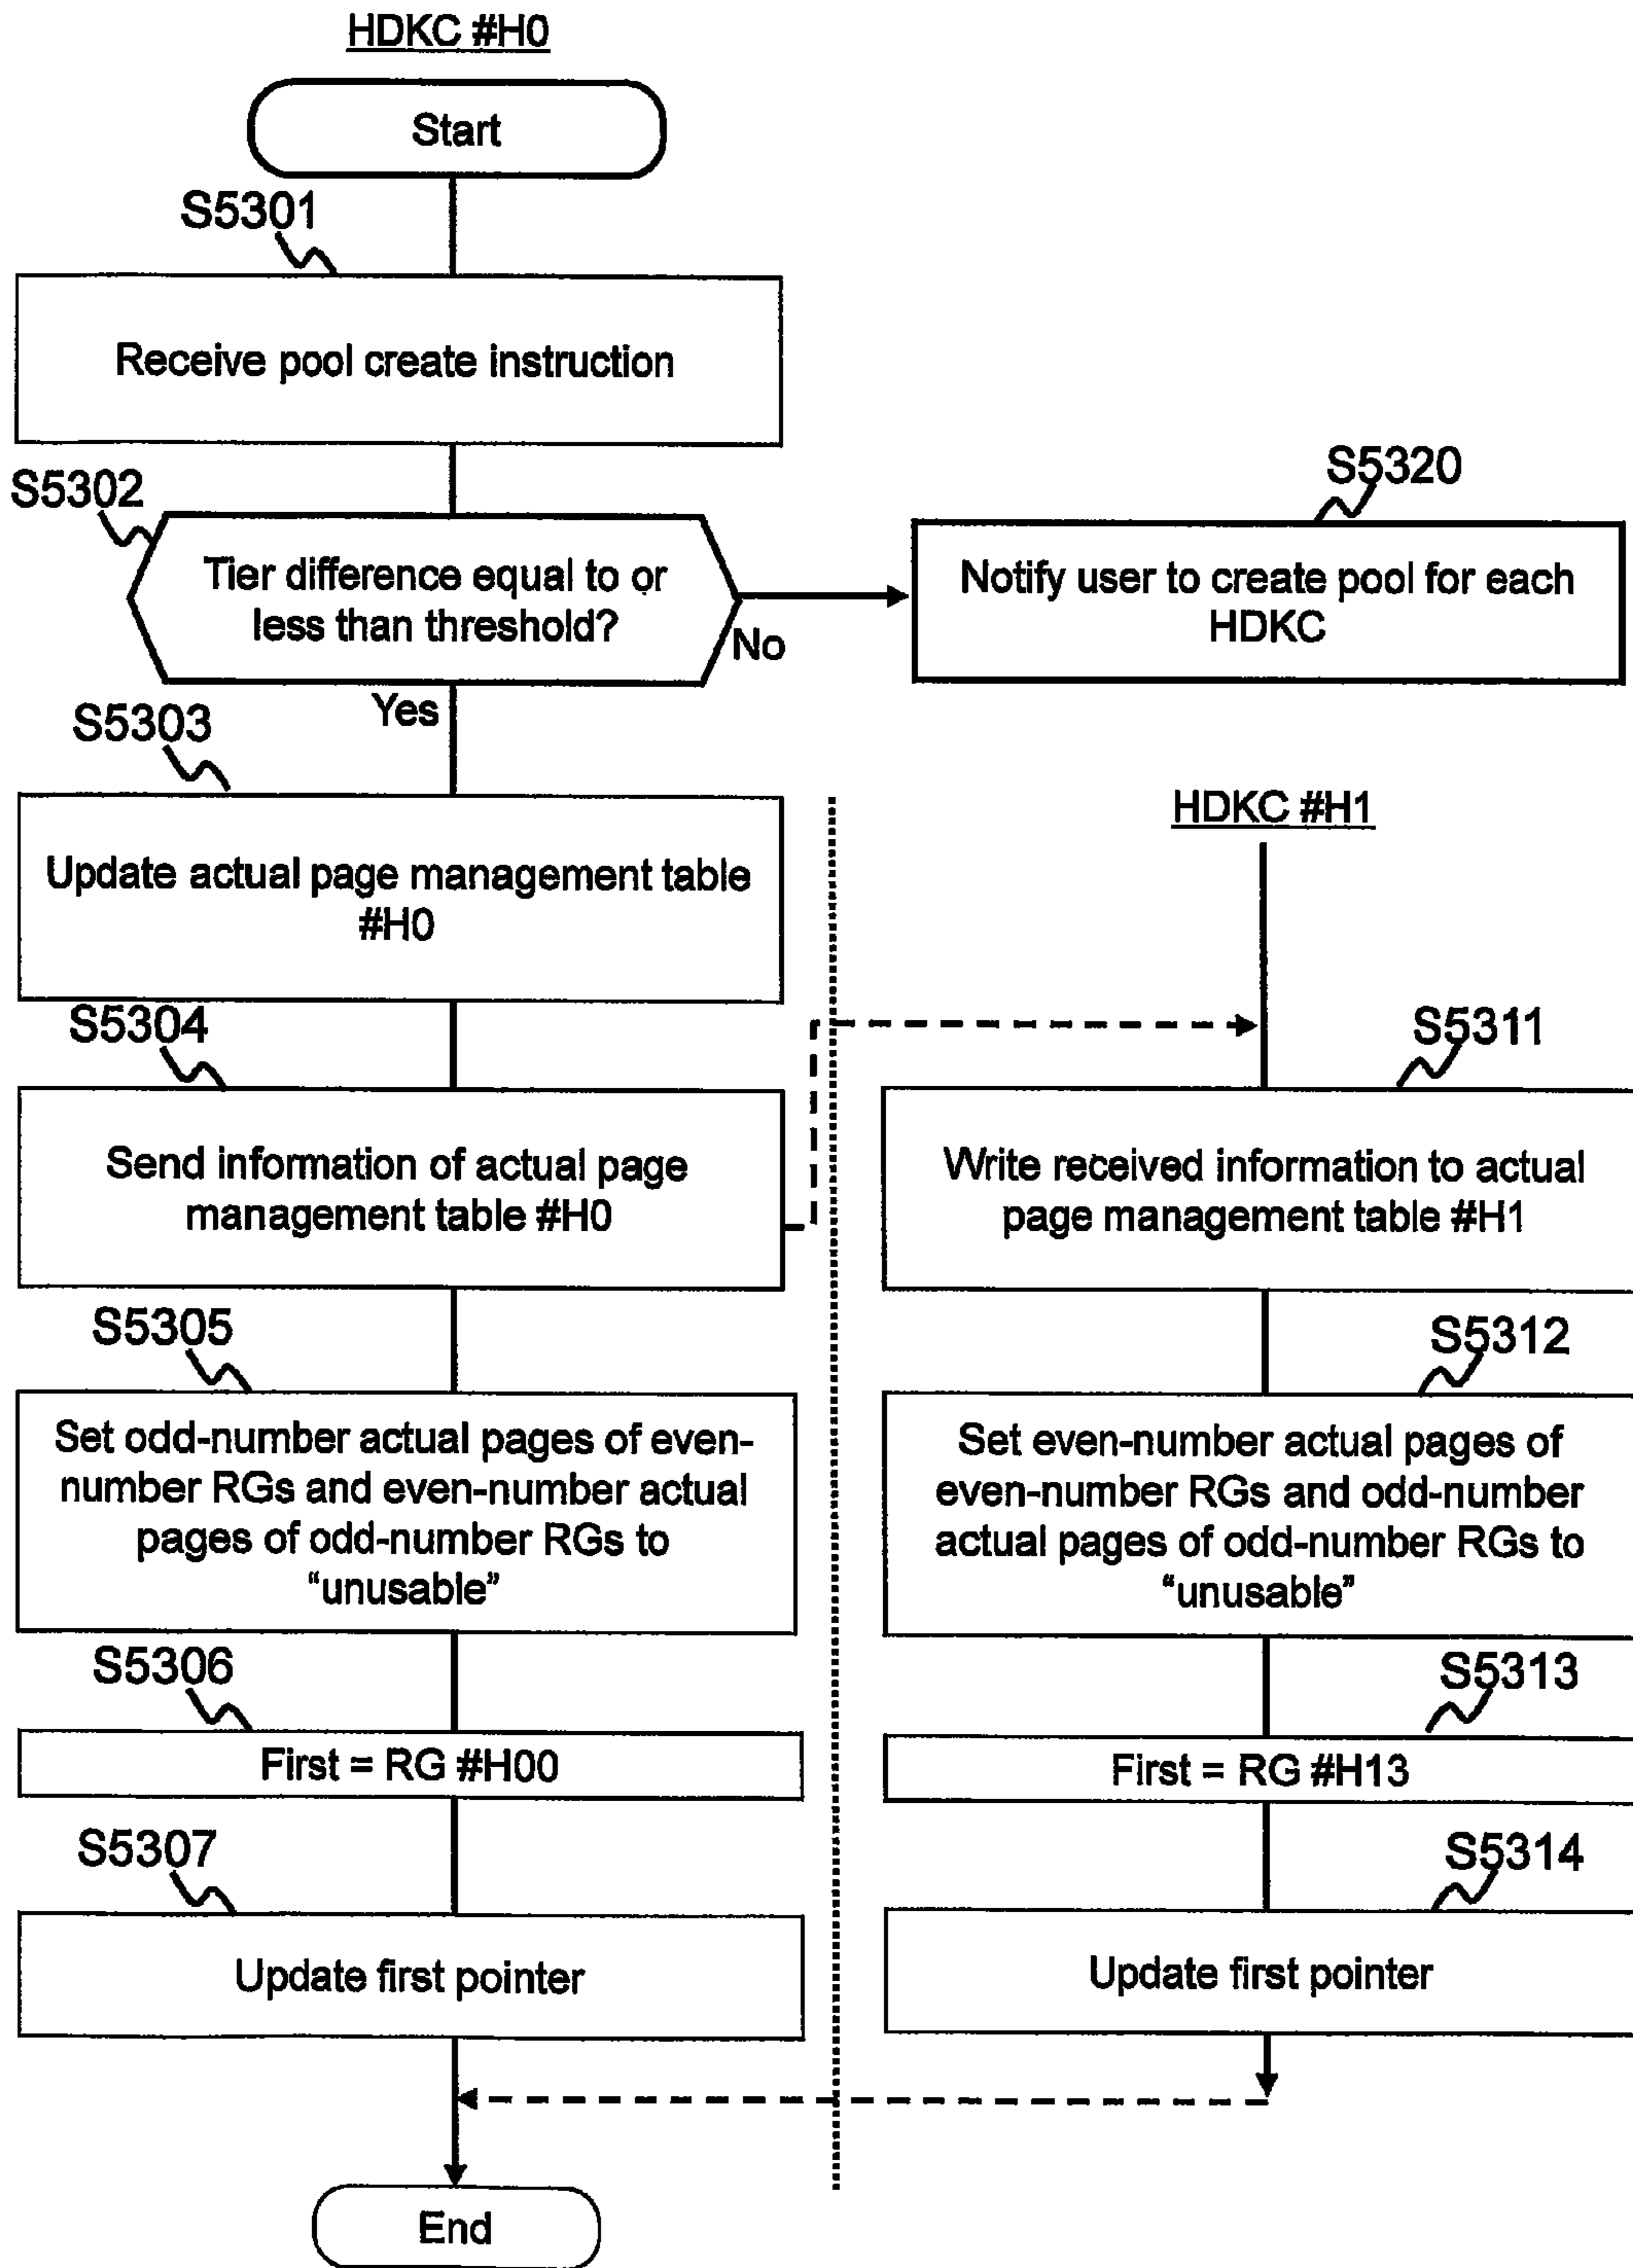 HDKC #H0
Start
S5301
Receive pool create instruction
S5302
Tier difference equal to or
less than threshold?
No
Yes
S5320
Notify user to create pool for each
HDKC
S5303
Update actual page management table
#H0
S5304
Send information of actual page
management table #H0
S5305
Set odd-number actual pages of even-
number RGs and even-number actual
pages of odd-number RGs to
“unusable”
S5306
First = RG #H00
S5307
Update first pointer
End
HDKC #H1
S5311
Write received information to actual
page management table #H1
S5312
Set even-number actual pages of
even-number RGs and odd-number
actual pages of odd-number RGs to
“unusable”
S5313
First = RG #H13
S5314
Update first pointer